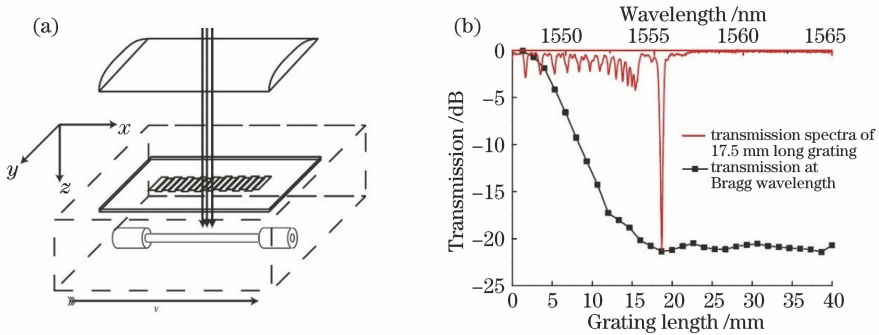 (a)
x
y
z
v
(b)
Wavelength /nm
1550 1555 1560 1565
0
−5
−10
−15
−20
−25
Transmission /dB
transmission spectra of
17.5 mm long grating
transmission at
Bragg wavelength
0 5 10 15 20 25 30 35 40
Grating length /mm